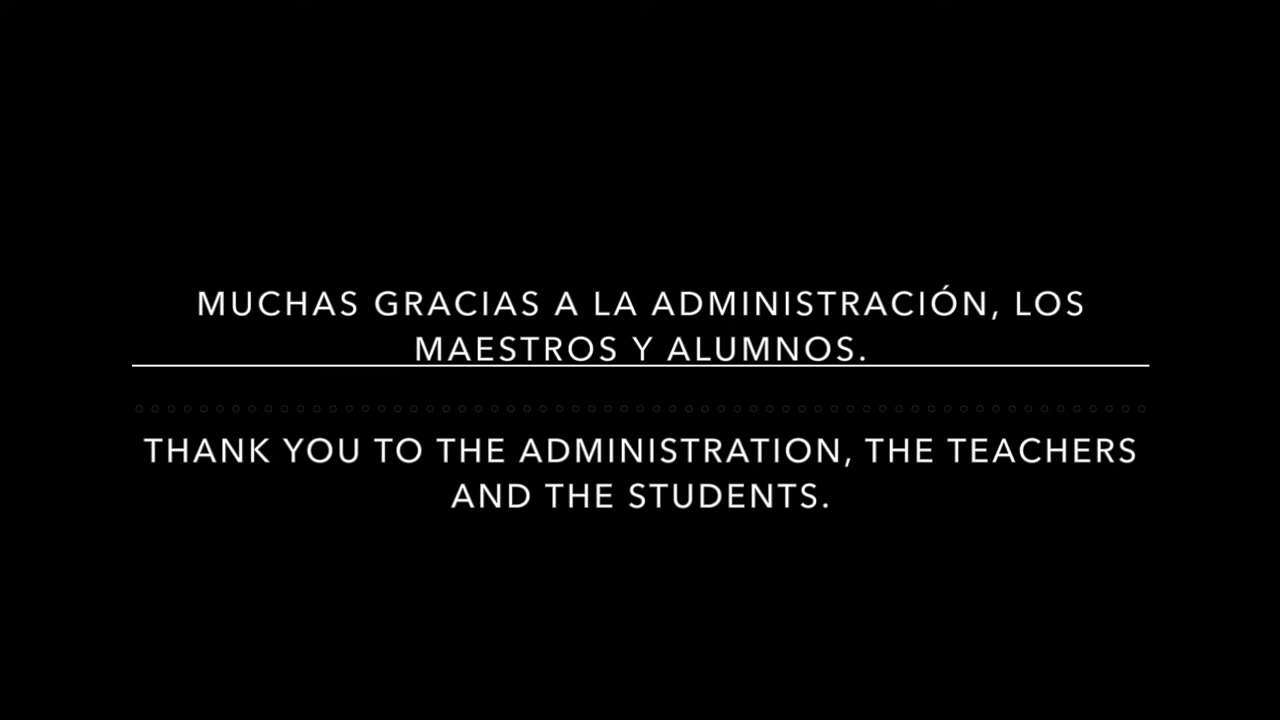 MUCHAS GRACIAS A LA ADMINISTRACIÓN, LOS
MAESTROS Y ALUMNOS.
THANK YOU TO THE ADMINISTRATION, THE TEACHERS
AND THE STUDENTS.